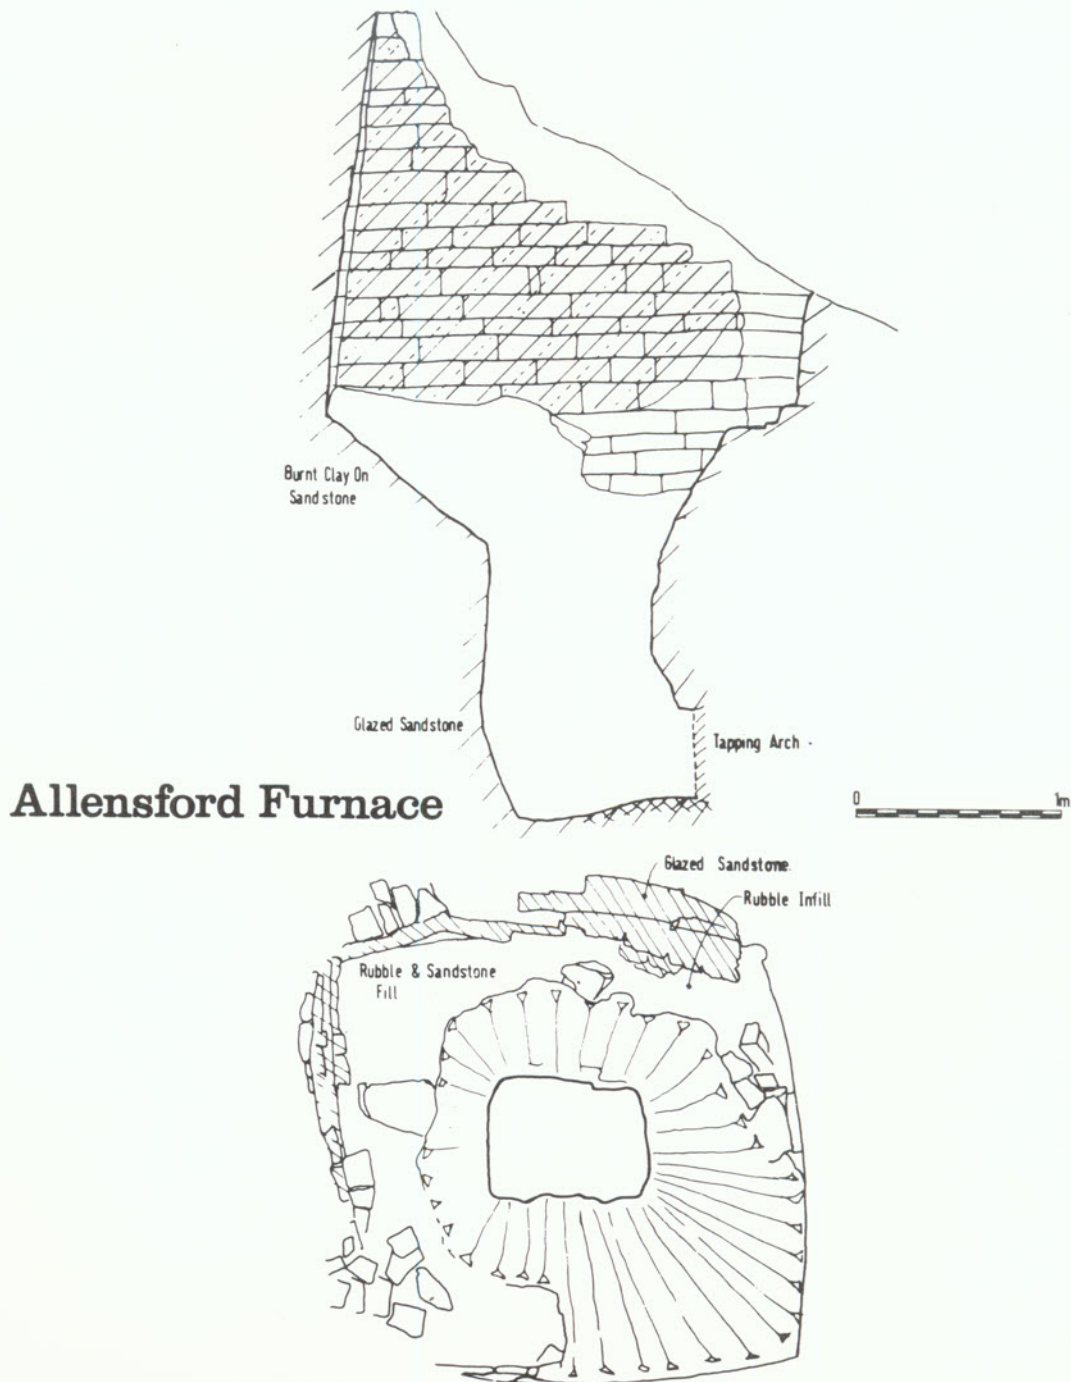 Burnt Clay On
Sandstone
Glazed Sandstone
Tapping Arch
Allensford Furnace
0 1m
Glazed Sandstone
Rubble Infill
Rubble & Sandstone
Fill